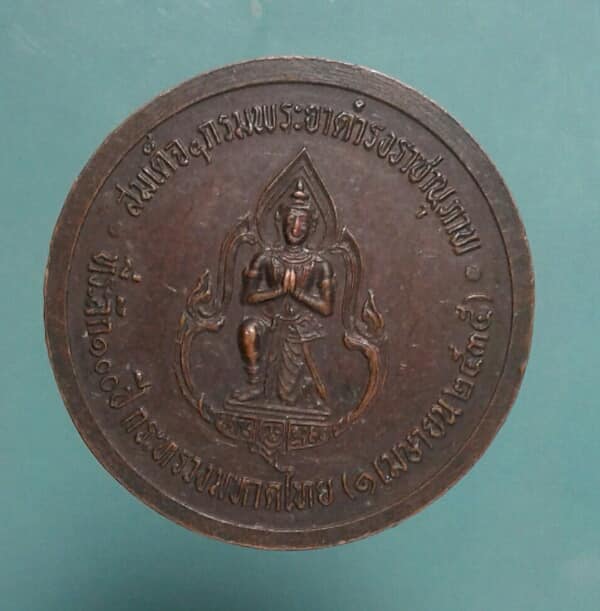 สมเด็จฯ กรมพระยาดำรงราชานุภาพ
ที่ระลึก ๑๐๐ ปี กระทรวงมหาดไทย (๑ เมษายน ๒๕๓๕)